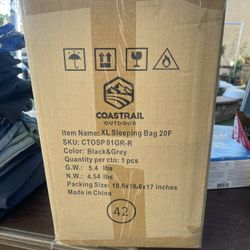 COASTRAIL
OUTDOOR
Item Name: XL Sleeping Bag 20F
SKU: CTOSP01GR-R
Color: Black&Grey
Quantity per ctn: 1 pcs
G.W.: 5.4 lbs
N.W.: 4.54 lbs
Packing Size: 10.5x10.6x17 inches
Made in China
42